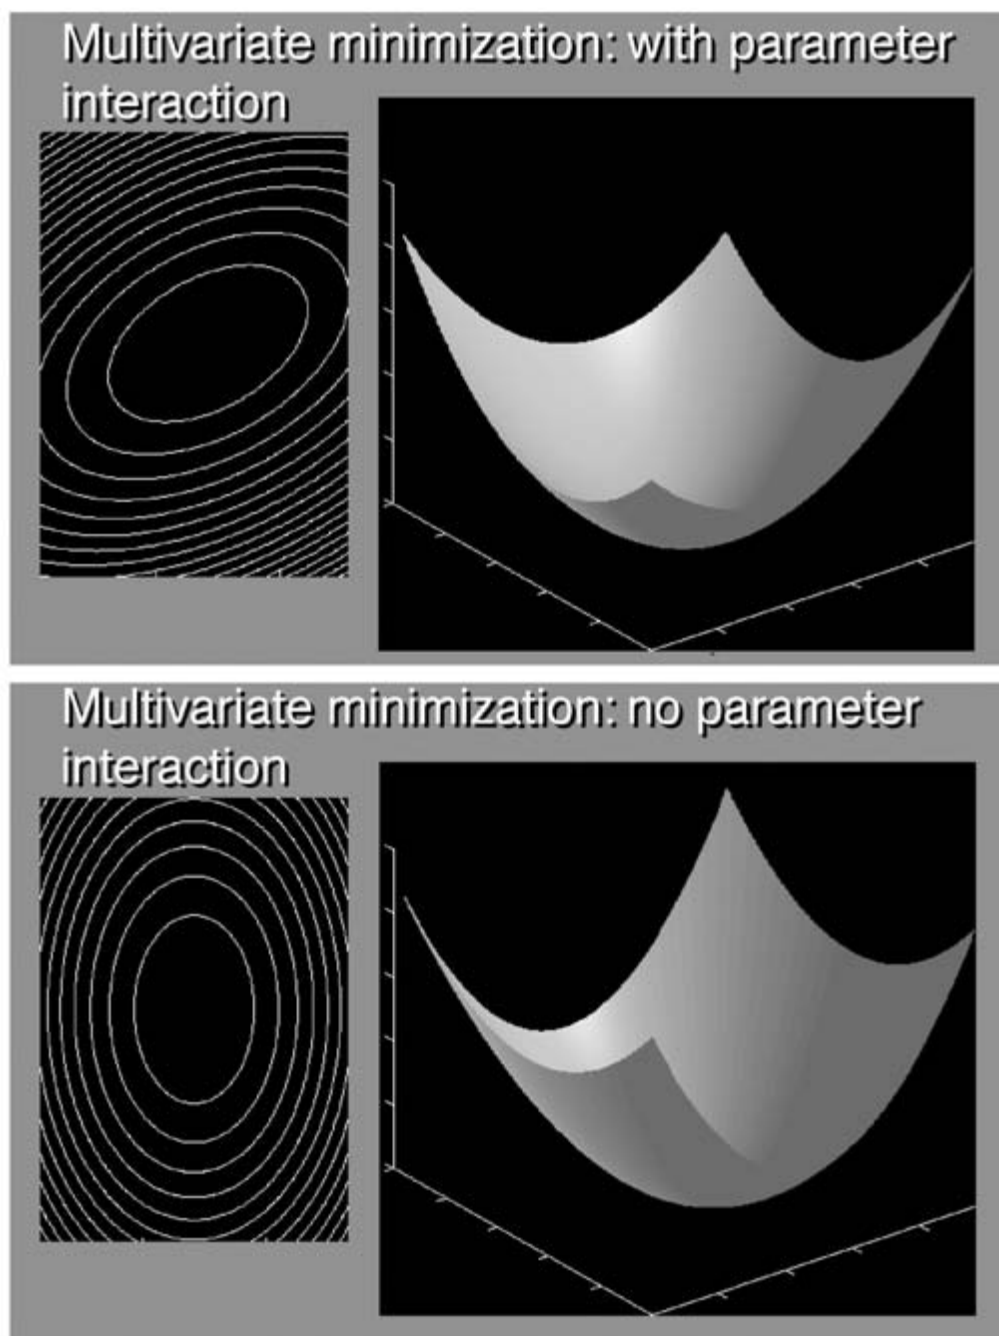 Multivariate minimization: with parameter
interaction
Multivariate minimization: no parameter
interaction